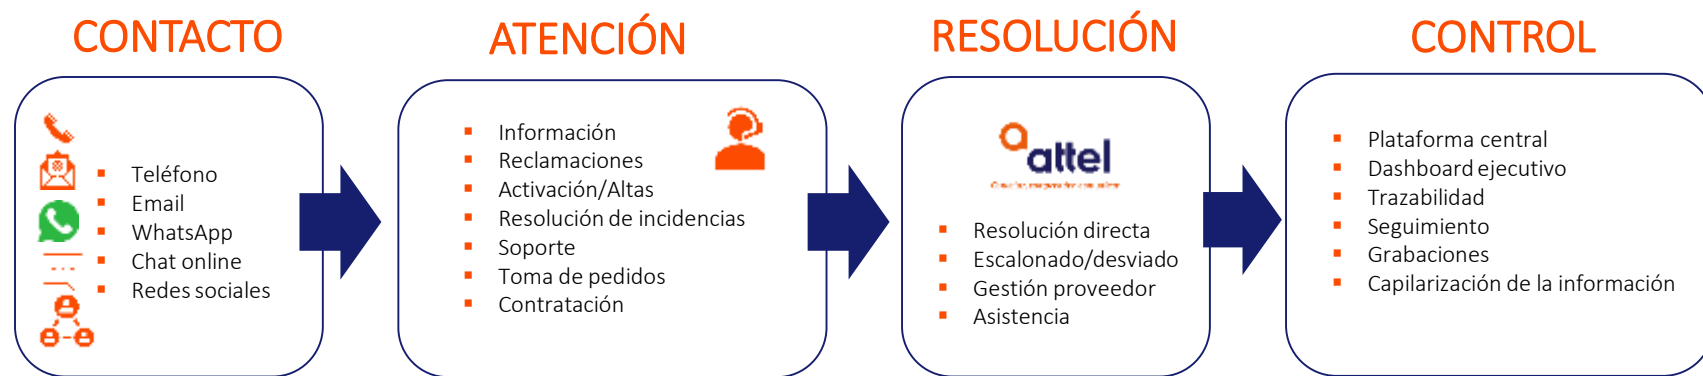 CONTACTO
Teléfono
Email
WhatsApp
Chat online
Redes sociales
ATENCIÓN
Información
Reclamaciones
Activación/Altas
Resolución de incidencias
Soporte
Toma de pedidos
Contratación
RESOLUCIÓN
attel
Resolución directa
Escalonado/desviado
Gestión proveedor
Asistencia
CONTROL
Plataforma central
Dashboard ejecutivo
Trazabilidad
Seguimiento
Grabaciones
Capilarización de la información